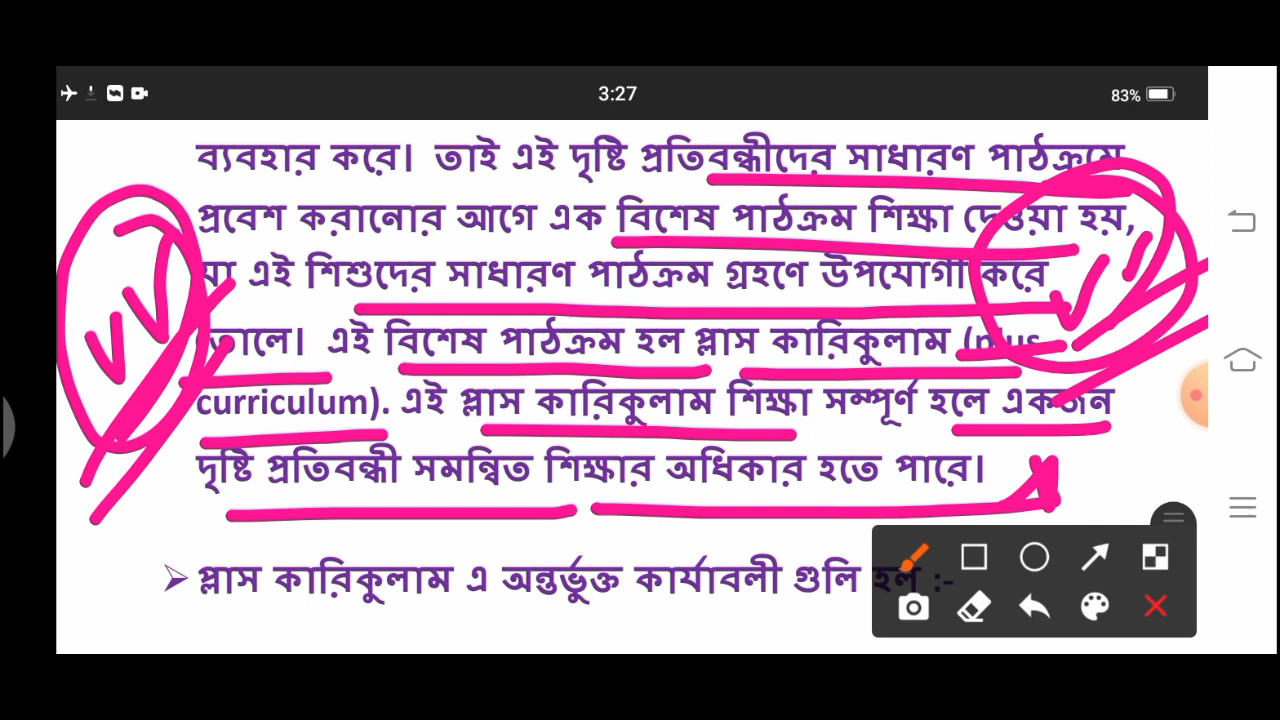 3:27
83%
ব্যবহার করে। তাই এই দৃষ্টি প্রতিবন্ধীদের সাধারণ পাঠক্রমে
প্রবেশ করানোর আগে এক বিশেষ পাঠক্রম শিক্ষা দেওয়া হয়,
যা এই শিশুদের সাধারণ পাঠক্রম গ্রহণে উপযোগী করে
তোলে। এই বিশেষ পাঠক্রম হল প্লাস কারিকুলাম (plus
curriculum). এই প্লাস কারিকুলাম শিক্ষা সম্পূর্ণ হলে একজন
দৃষ্টি প্রতিবন্ধী সমন্বিত শিক্ষার অধিকার হতে পারে।
➢ প্লাস কারিকুলাম এ অন্তর্ভুক্ত কার্যাবলী গুলি হল :-